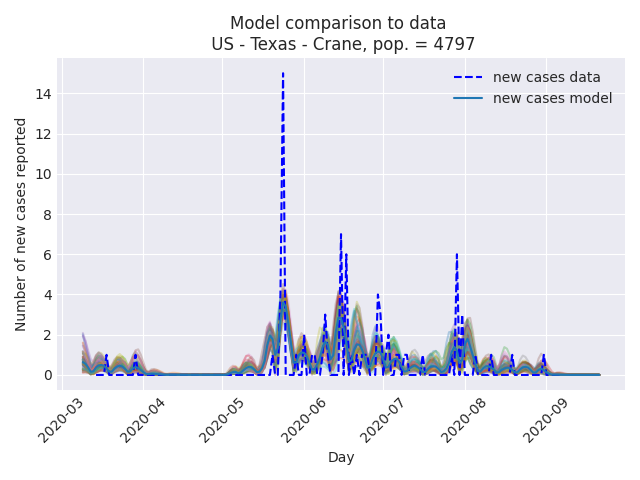 Model comparison to data
US - Texas - Crane, pop. = 4797
new cases data
new cases model
Number of new cases reported
14
12
10
8
6
4
2
0
2020-03
2020-04
2020-05
2020-06
2020-07
2020-08
2020-09
Day